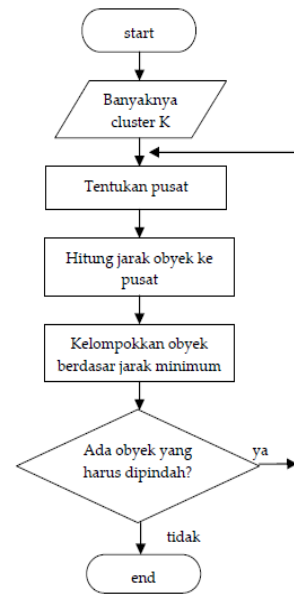 start
Banyaknya
cluster K
Tentukan pusat
Hitung jarak obyek ke
pusat
Kelompokkan obyek
berdasar jarak minimum
Ada obyek yang
harus dipindah?
ya
tidak
end